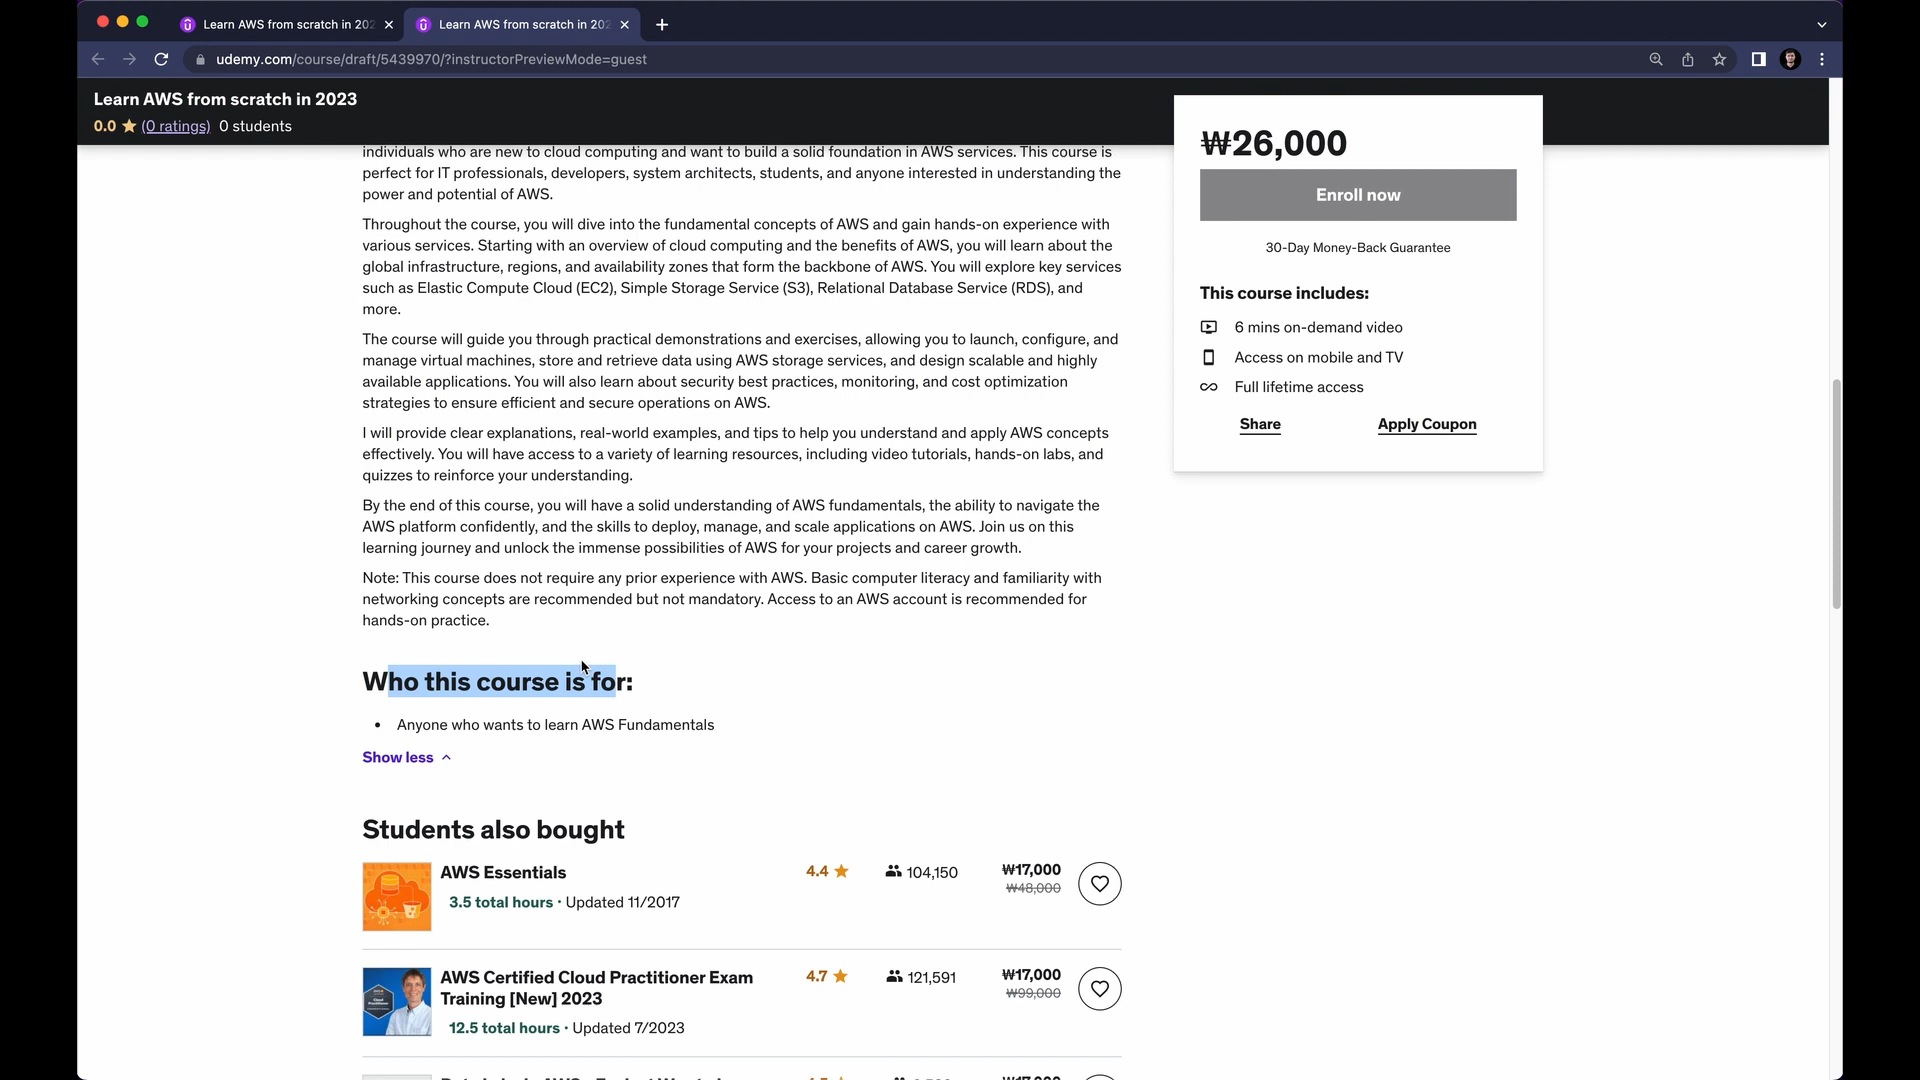 Learn AWS from scratch in 202
Learn AWS from scratch in 202
udemy.com/course/draft/5439970/?instructorPreviewMode=guest
Learn AWS from scratch in 2023
0.0 (0 ratings) 0 students
individuals who are new to cloud computing and want to build a solid foundation in AWS services. This course is
perfect for IT professionals, developers, system architects, students, and anyone interested in understanding the
power and potential of AWS.
Throughout the course, you will dive into the fundamental concepts of AWS and gain hands-on experience with
various services. Starting with an overview of cloud computing and the benefits of AWS, you will learn about the
global infrastructure, regions, and availability zones that form the backbone of AWS. You will explore key services
such as Elastic Compute Cloud (EC2), Simple Storage Service (S3), Relational Database Service (RDS), and
more.
The course will guide you through practical demonstrations and exercises, allowing you to launch, configure, and
manage virtual machines, store and retrieve data using AWS storage services, and design scalable and highly
available applications. You will also learn about security best practices, monitoring, and cost optimization
strategies to ensure efficient and secure operations on AWS.
I will provide clear explanations, real-world examples, and tips to help you understand and apply AWS concepts
effectively. You will have access to a variety of learning resources, including video tutorials, hands-on labs, and
quizzes to reinforce your understanding.
By the end of this course, you will have a solid understanding of AWS fundamentals, the ability to navigate the
AWS platform confidently, and the skills to deploy, manage, and scale applications on AWS. Join us on this
learning journey and unlock the immense possibilities of AWS for your projects and career growth.
Note: This course does not require any prior experience with AWS. Basic computer literacy and familiarity with
networking concepts are recommended but not mandatory. Access to an AWS account is recommended for
hands-on practice.
Who this course is for:
• Anyone who wants to learn AWS Fundamentals
Show less
Students also bought
AWS Essentials 4.4 104,150 ₩17,000
₩48,000
3.5 total hours · Updated 11/2017
AWS Certified Cloud Practitioner Exam 4.7 121,591 ₩17,000
Training [New] 2023 ₩99,000
12.5 total hours · Updated 7/2023
₩26,000
Enroll now
30-Day Money-Back Guarantee
This course includes:
6 mins on-demand video
Access on mobile and TV
Full lifetime access
Share Apply Coupon